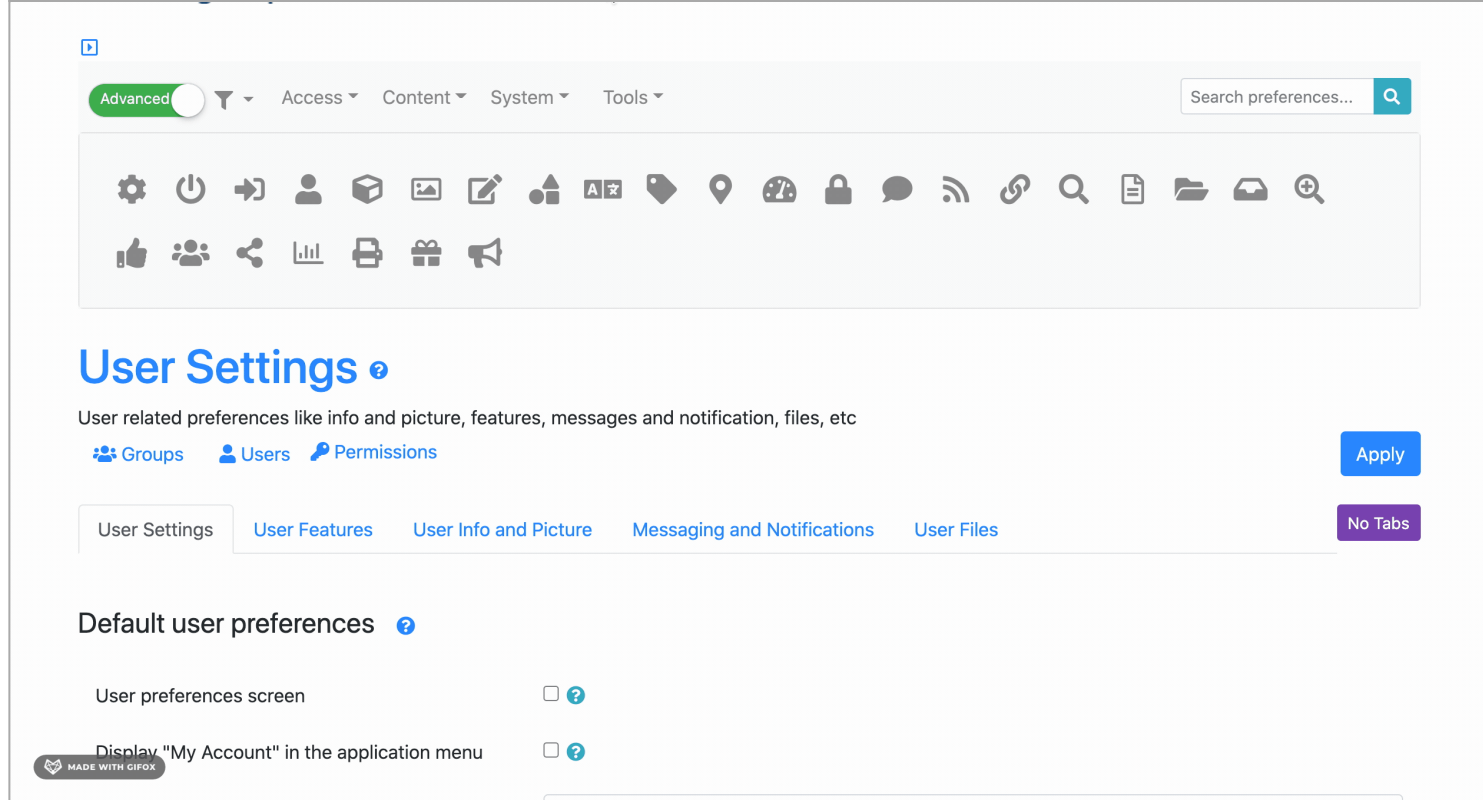 Advanced Access Content System Tools Search preferences...
A
User Settings
User related preferences like info and picture, features, messages and notification, files, etc
Groups Users Permissions
Apply
User Settings User Features User Info and Picture Messaging and Notifications User Files No Tabs
Default user preferences
User preferences screen
Display "My Account" in the application menu
MADE WITH GIFOX